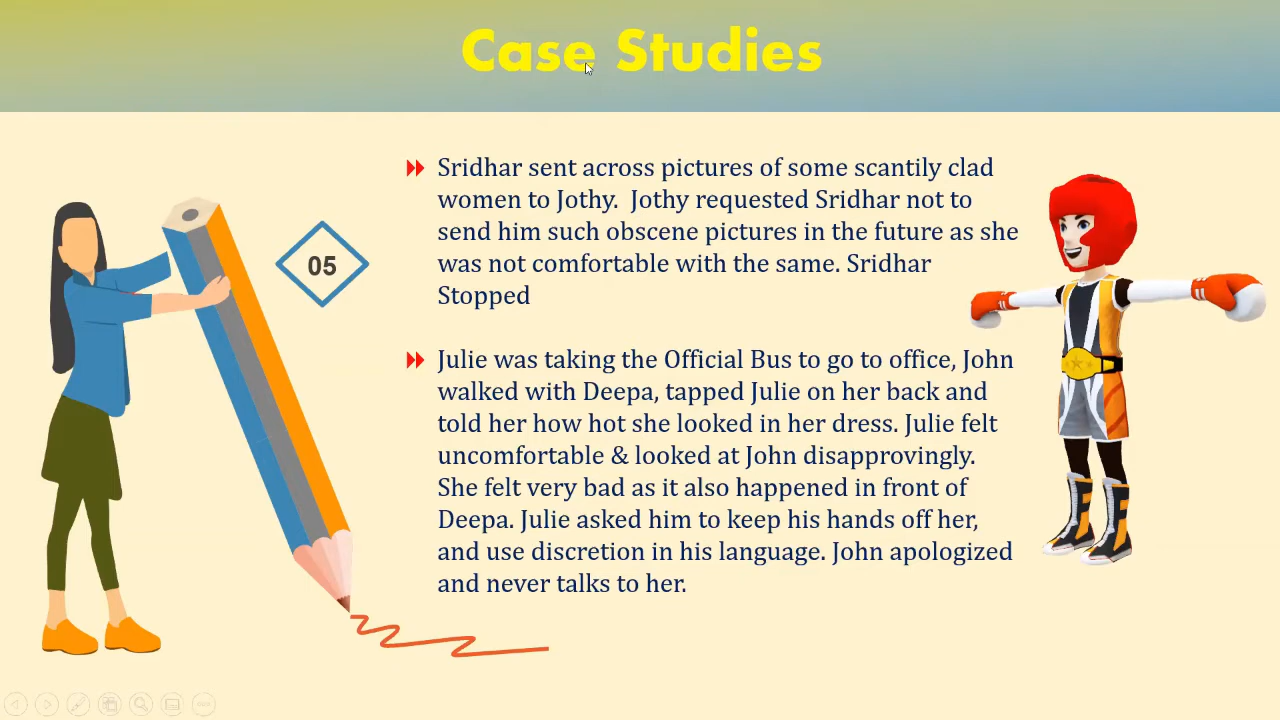 Case Studies
05
Sridhar sent across pictures of some scantily clad
women to Jothy.  Jothy requested Sridhar not to
send him such obscene pictures in the future as she
was not comfortable with the same. Sridhar
Stopped
Julie was taking the Official Bus to go to office, John
walked with Deepa, tapped Julie on her back and
told her how hot she looked in her dress. Julie felt
uncomfortable & looked at John disapprovingly.
She felt very bad as it also happened in front of
Deepa. Julie asked him to keep his hands off her,
and use discretion in his language. John apologized
and never talks to her.